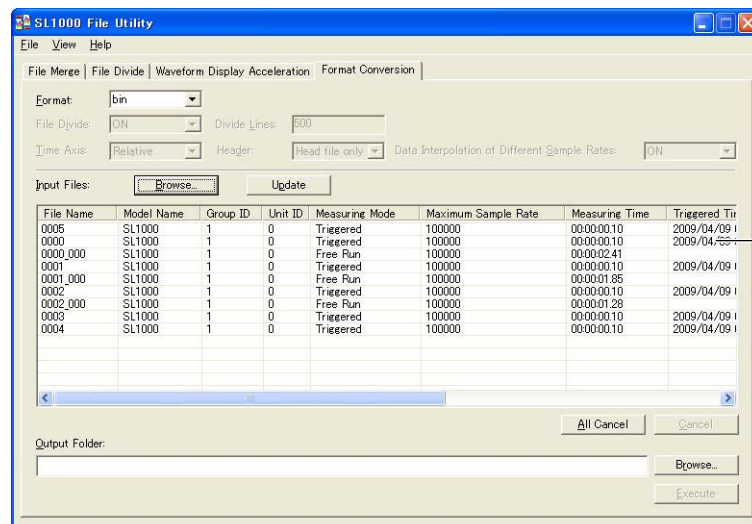 SL1000 File Utility
File View Help
File Merge File Divide Waveform Display Acceleration Format Conversion
Format: bin
File Divide: ON Divide Lines: 500
Time Axis: Relative Header: Head file only Data Interpolation of Different Sample Rates: ON
Input Files: Browse... Update
File Name Model Name Group ID Unit ID Measuring Mode Maximum Sample Rate Measuring Time Triggered Tir
0005 SL1000 1 0 Triggered 100000 00:00:00.10 2009/04/09
0000 SL1000 1 0 Triggered 100000 00:00:00.10 2009/04/09
0000_000 SL1000 1 0 Free Run 100000 00:00:02.41
0001 SL1000 1 0 Triggered 100000 00:00:00.10 2009/04/09
0001_000 SL1000 1 0 Free Run 100000 00:00:01.85
0002 SL1000 1 0 Triggered 100000 00:00:00.10 2009/04/09
0002_000 SL1000 1 0 Free Run 100000 00:00:01.28
0003 SL1000 1 0 Triggered 100000 00:00:00.10 2009/04/09
0004 SL1000 1 0 Triggered 100000 00:00:00.10 2009/04/09
All Cancel Cancel
Output Folder:
Browse...
Execute